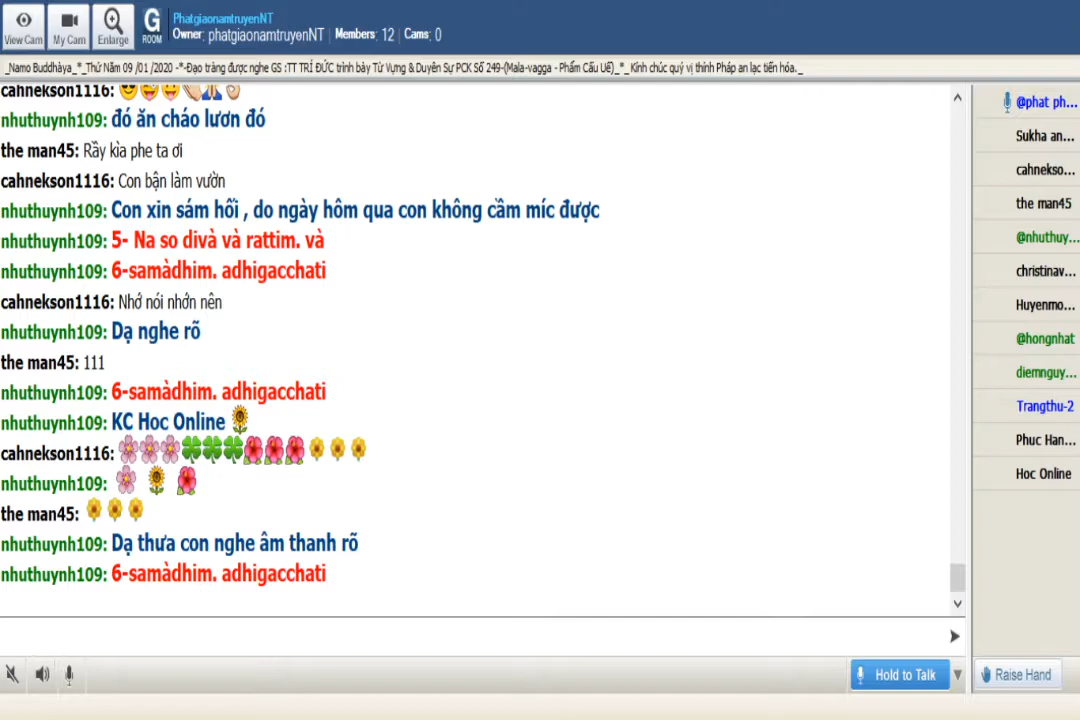 View Cam
My Cam
Enlarge
G
ROOM
PhatgiaonamtruyenNT
Owner: phatgiaonamtruyenNT | Members: 12 | Cams: 0
_Namo Buddhàya_*_Thứ Năm 09 /01 /2020 -*-Đạo tràng được nghe GS :TT TRÍ ĐỨC trình bày Từ Vựng & Duyên Sự PCK Số 249-(Mala-vagga - Phẩm Cấu Uế)_*_ Kính chúc quý vị thính Pháp an lạc tiến hóa._
cahnekson1116:
nhuthuynh109: đó ăn cháo lươn đó
the man45: Rầy kìa phe ta ơi
cahnekson1116: Con bận làm vườn
nhuthuynh109: Con xin sám hối , do ngày hôm qua con không cầm míc được
nhuthuynh109: 5- Na so divà và rattim. và
nhuthuynh109: 6-samàdhim. adhigacchati
cahnekson1116: Nhớ nói nhớn nên
nhuthuynh109: Dạ nghe rõ
the man45: 111
nhuthuynh109: 6-samàdhim. adhigacchati
nhuthuynh109: KC Hoc Online
cahnekson1116:
nhuthuynh109:
the man45:
nhuthuynh109: Dạ thưa con nghe âm thanh rõ
nhuthuynh109: 6-samàdhim. adhigacchati
@phat ph...
Sukha an...
cahnekso...
the man45
@nhuthuy...
christinav...
Huyenmo...
@hongnhat
diemnguy...
Trangthu-2
Phuc Han...
Hoc Online
Hold to Talk
Raise Hand